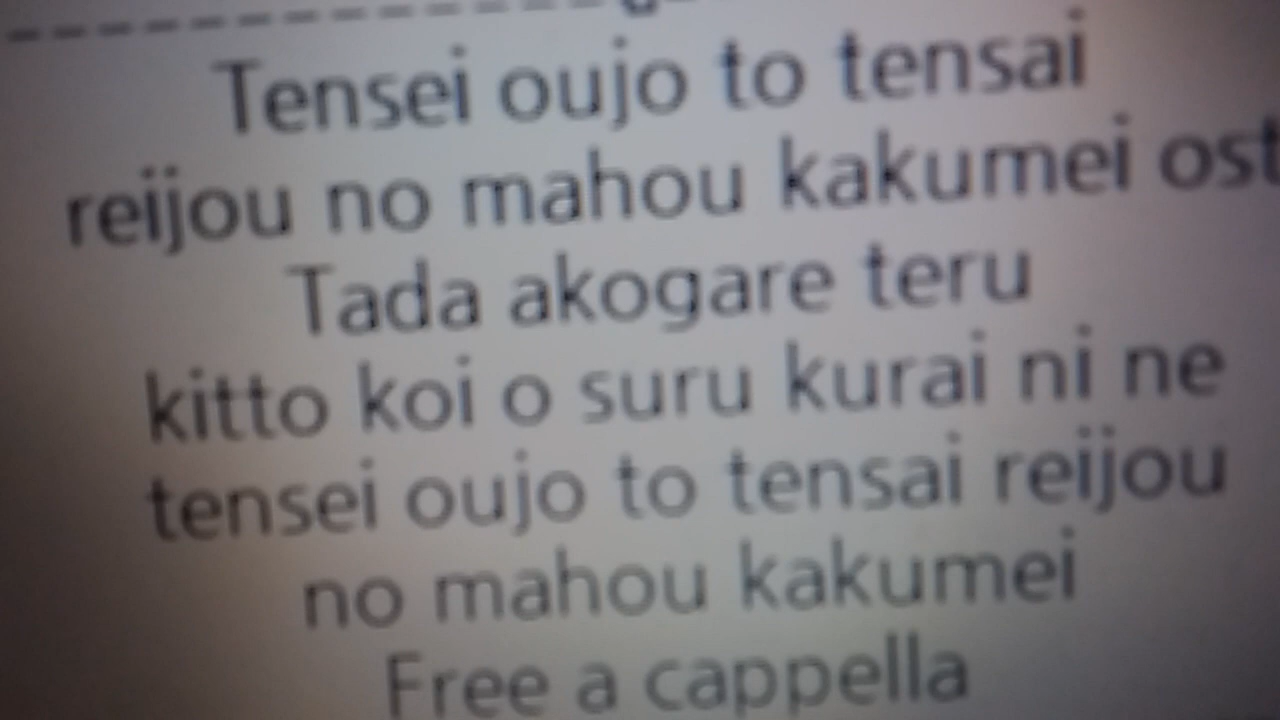 Tensei oujo to tensai
reijou no mahou kakumei ost
Tada akogare teru
kitto koi o suru kurai ni ne
tensei oujo to tensai reijou
no mahou kakumei
Free a cappella